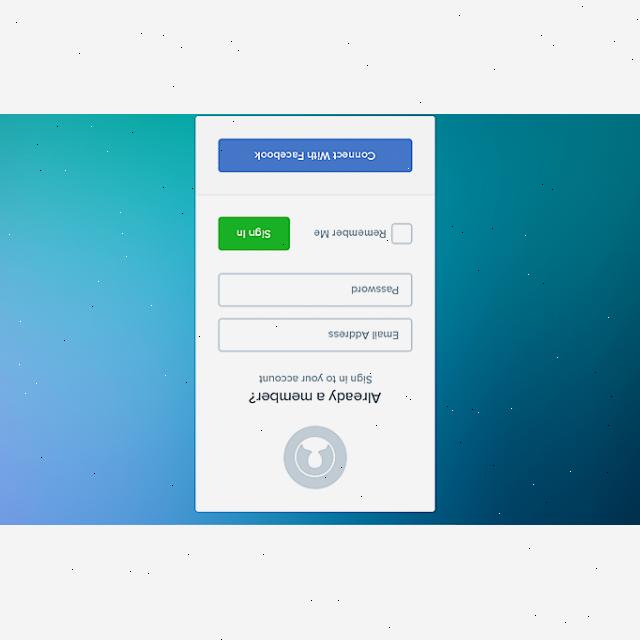 Already a member?
Sign in to your account
Email Address
Password
Remember Me
Sign In
Connect With Facebook